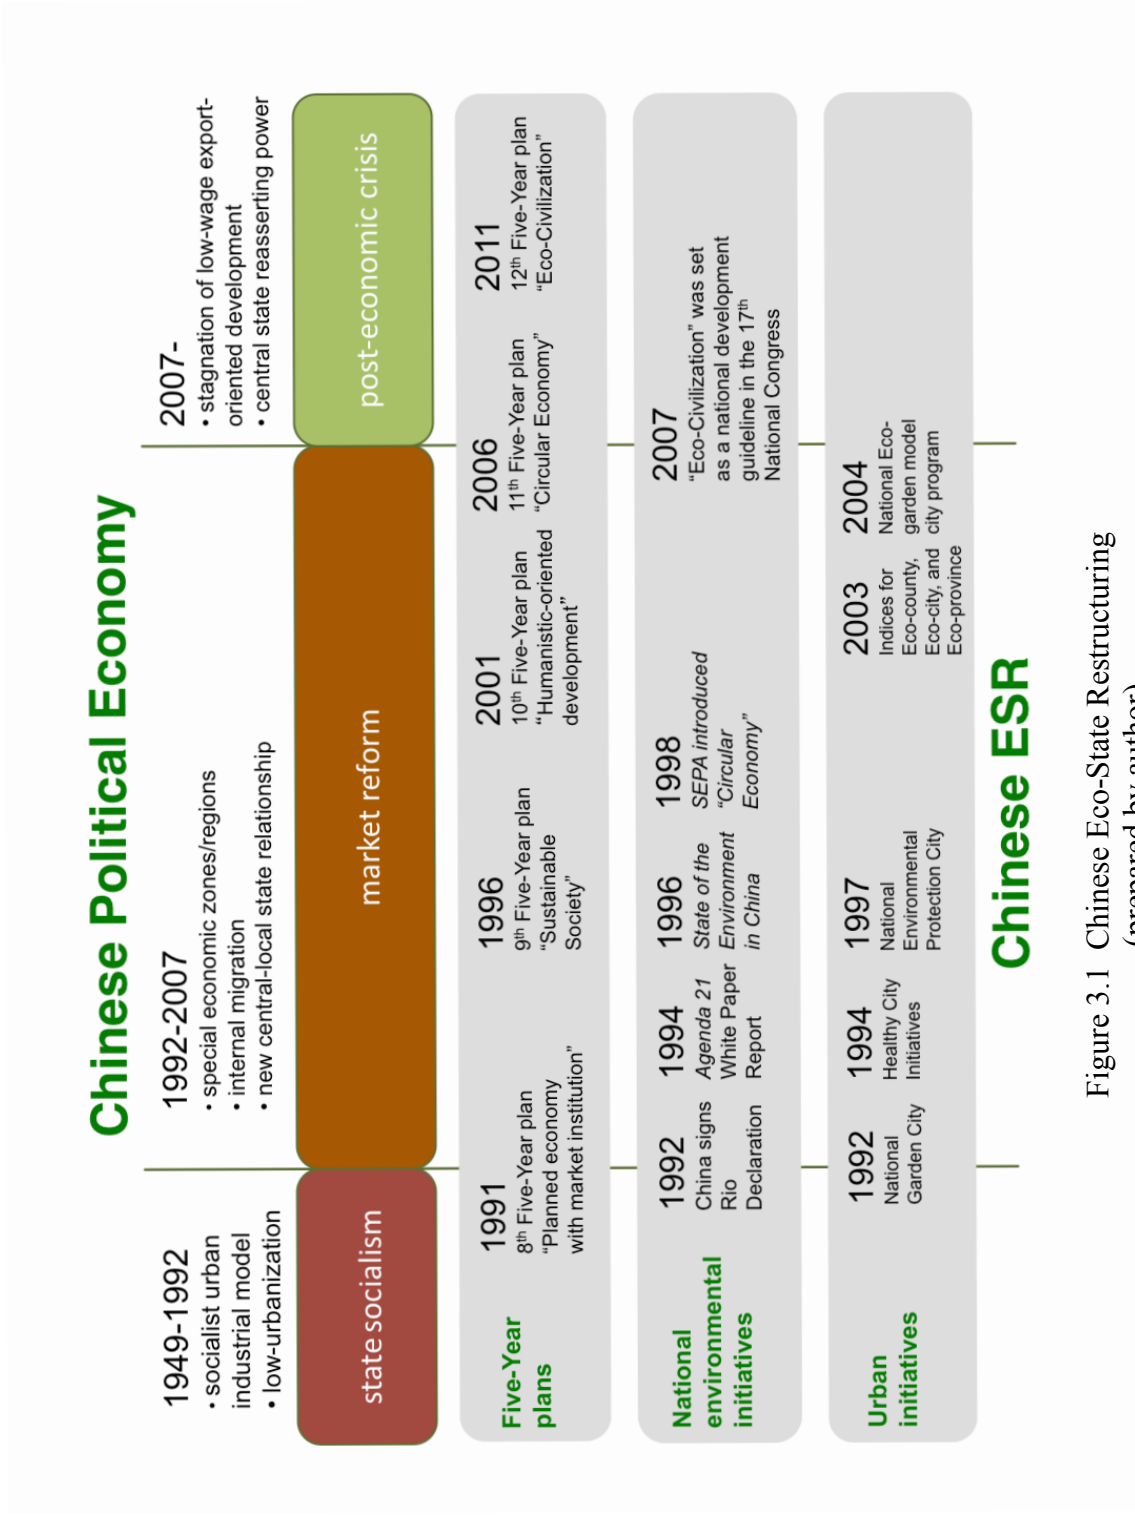 Chinese Political Economy
1949-1992
• socialist urban
industrial model
• low-urbanization
1992-2007
• special economic zones/regions
• internal migration
• new central-local state relationship
2007-
• stagnation of low-wage export-
oriented development
• central state reasserting power
state socialism
market reform
post-economic crisis
Five-Year
plans
1991
8th Five-Year plan
“Planned economy
with market institution”
1996
9th Five-Year plan
“Sustainable
Society”
2001
10th Five-Year plan
“Humanistic-oriented
development”
2006
11th Five-Year plan
“Circular Economy”
2011
12th Five-Year plan
“Eco-Civilization”
National
environmental
initiatives
1992
China signs
Rio
Declaration
1994
Agenda 21
White Paper
Report
1996
State of the
Environment
in China
1998
SEPA introduced
“Circular
Economy”
2007
“Eco-Civilization” was set
as a national development
guideline in the 17th
National Congress
Urban
initiatives
1992
National
Garden City
1994
Healthy City
Initiatives
1997
National
Environmental
Protection City
2003
Indices for
Eco-county,
Eco-city, and
Eco-province
2004
National Eco-
garden model
city program
Chinese ESR
Figure 3.1 Chinese Eco-State Restructuring
(prepared by author)